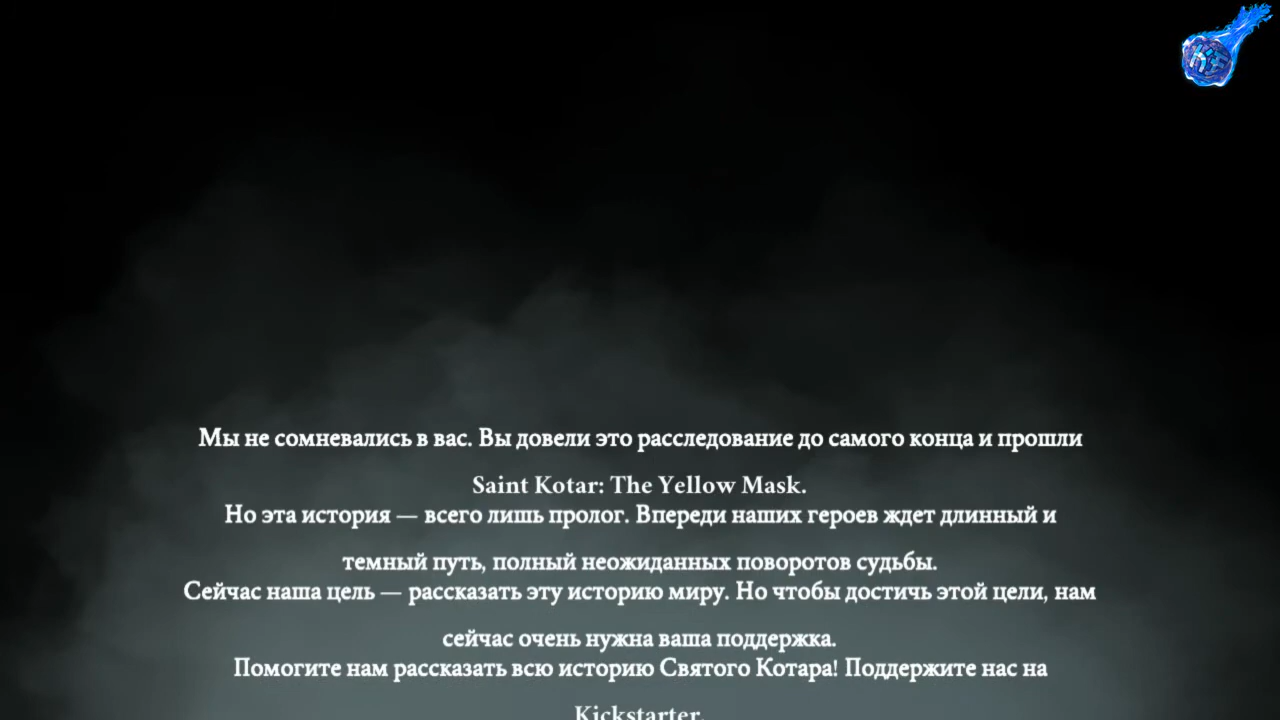 Мы не сомневались в вас. Вы довели это расследование до самого конца и прошли
Saint Kotar: The Yellow Mask.
Но эта история — всего лишь пролог. Впереди наших героев ждет длинный и
темный путь, полный неожиданных поворотов судьбы.
Сейчас наша цель — рассказать эту историю миру. Но чтобы достичь этой цели, нам
сейчас очень нужна ваша поддержка.
Помогите нам рассказать всю историю Святого Котара! Поддержите нас на
Kickstarter.